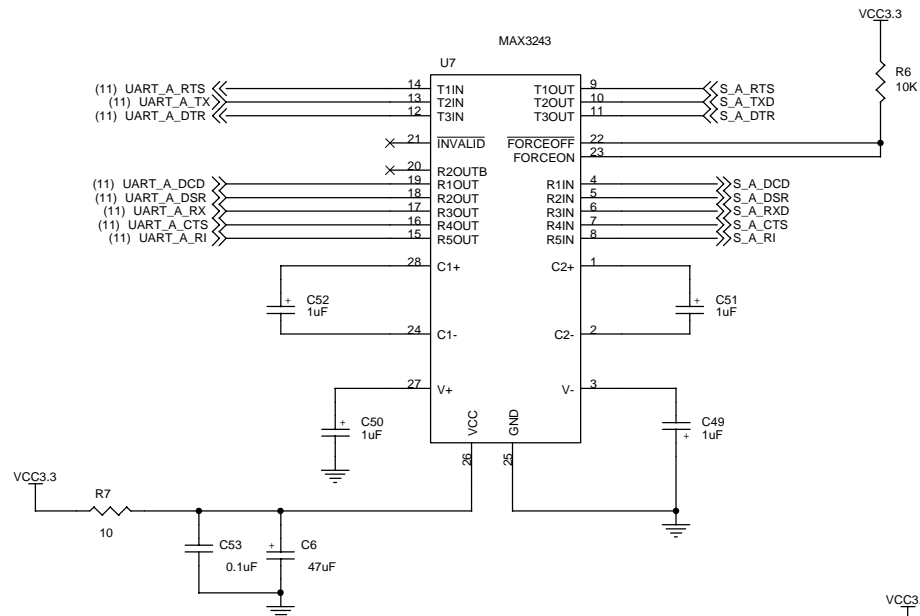 VCC3.3
MAX3243
U7
R6
10K
(11) UART_A_RTS 14 T1IN T1OUT 9 S_A_RTS
(11) UART_A_TX 13 T2IN T2OUT 10 S_A_TXD
(11) UART_A_DTR 12 T3IN T3OUT 11 S_A_DTR
21 INVALID FORCEOFF 22
FORCEON 23
20 R2OUTB
(11) UART_A_DCD 19 R1OUT R1IN 4 S_A_DCD
(11) UART_A_DSR 18 R2OUT R2IN 5 S_A_DSR
(11) UART_A_RX 17 R3OUT R3IN 6 S_A_RXD
(11) UART_A_CTS 16 R4OUT R4IN 7 S_A_CTS
(11) UART_A_RI 15 R5OUT R5IN 8 S_A_RI
28 C1+ C2+ 1
C52
1uF
C51
1uF
24 C1- C2- 2
27 V+ V- 3
C50
1uF
VCC
GND
C49
1uF
26
25
VCC3.3
R7
10
C53
0.1uF
C6
47uF
VCC3.